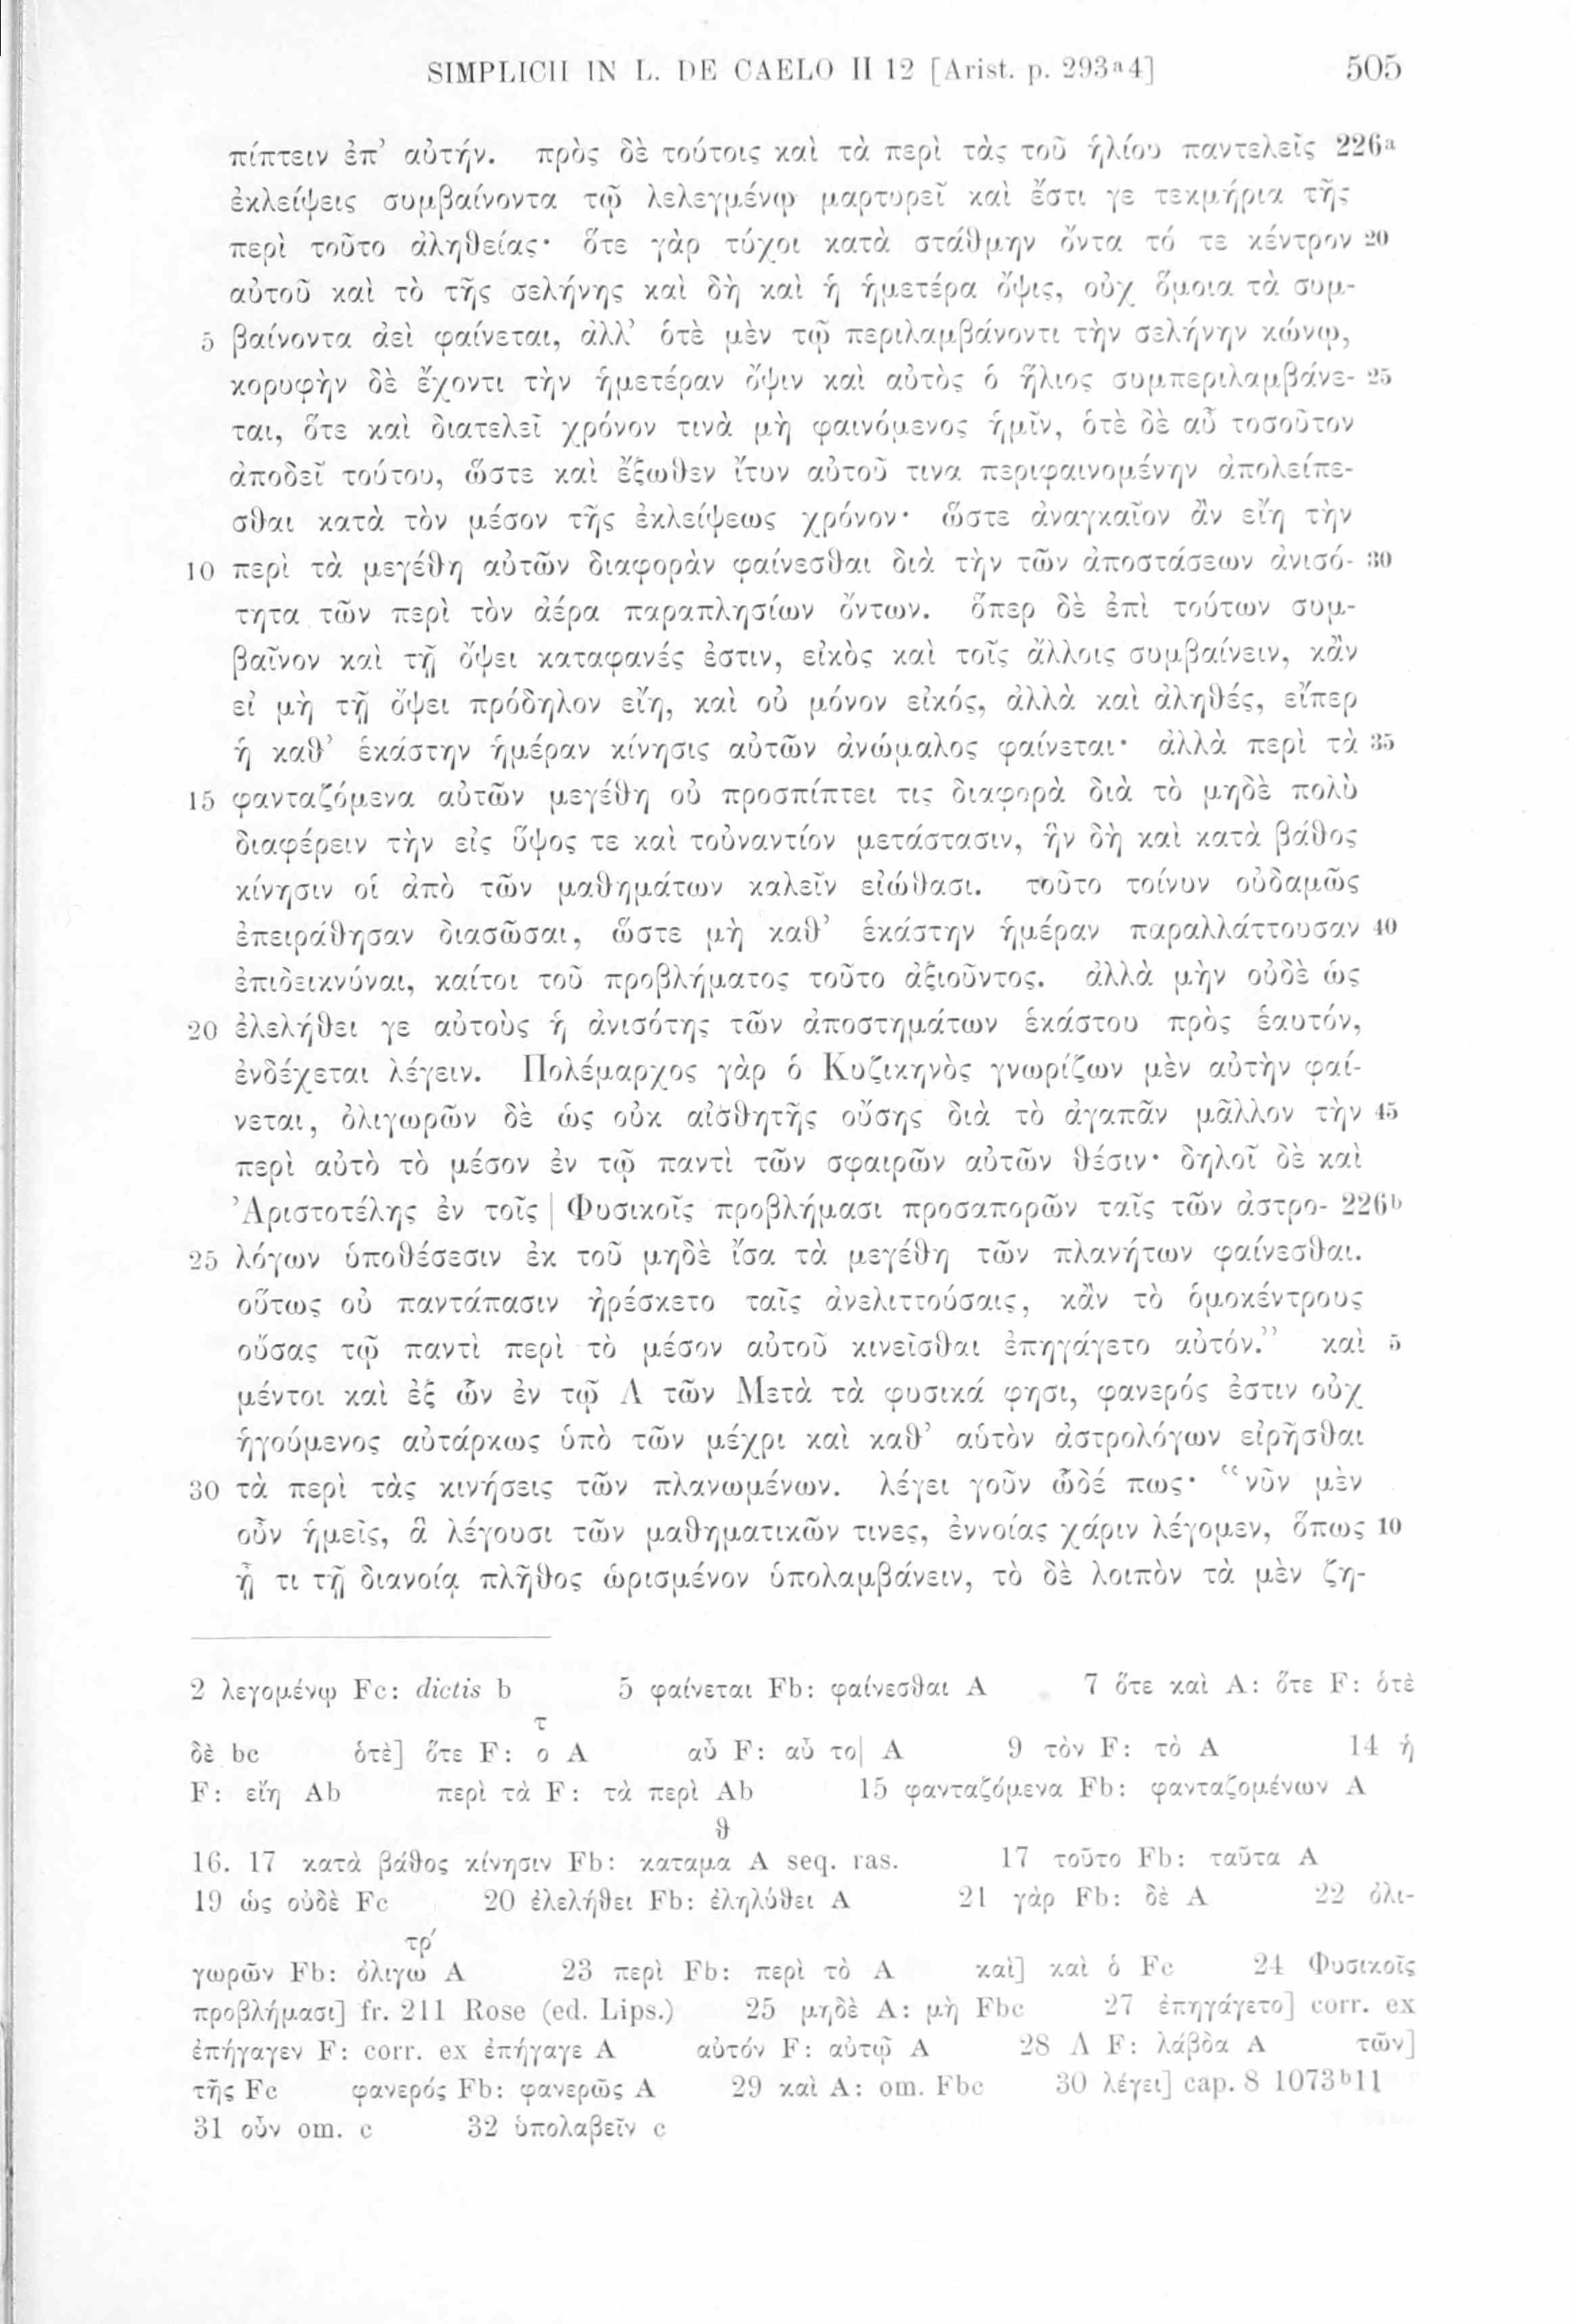 SIMPLICII IN L. DE CAELO II 12 [Arist. p. 293ᵃ4] 505
πίπτειν ἐπ’ αὐτήν. πρὸς δὲ τούτοις καὶ τὰ περὶ τὰς τοῦ ἡλίου παντελεῖς 226ᵃ
ἐκλείψεις συμβαίνοντα τῷ λελεγμένῳ μαρτυρεῖ καὶ ἔστι γε τεκμήρια τῆς
περὶ τοῦτο ἀληθείας· ὅτε γὰρ τύχοι κατὰ στάθμην ὄντα τό τε κέντρον 20
αὐτοῦ καὶ τὸ τῆς σελήνης καὶ δὴ καὶ ἡ ἡμετέρα ὄψις, οὐχ ὅμοια τὰ συμ-
5 βαίνοντα ἀεὶ φαίνεται, ἀλλ’ ὁτὲ μὲν τῷ περιλαμβάνοντι τὴν σελήνην κώνῳ,
κορυφὴν δὲ ἔχοντι τὴν ἡμετέραν ὄψιν καὶ αὐτὸς ὁ ἥλιος συμπεριλαμβάνε- 25
ται, ὅτε καὶ διατελεῖ χρόνον τινὰ μὴ φαινόμενος ἡμῖν, ὁτὲ δὲ αὖ τοσοῦτον
ἀποδεῖ τούτου, ὥστε καὶ ἔξωθεν ἴτυν αὐτοῦ τινα περιφαινομένην ἀπολείπε-
σθαι κατὰ τὸν μέσον τῆς ἐκλείψεως χρόνον· ὥστε ἀναγκαῖον ἂν εἴη τὴν
10 περὶ τὰ μεγέθη αὐτῶν διαφορὰν φαίνεσθαι διὰ τὴν τῶν ἀποστάσεων ἀνισό- 30
τητα τῶν περὶ τὸν ἀέρα παραπλησίων ὄντων. ὅπερ δὲ ἐπὶ τούτων συμ-
βαῖνον καὶ τῇ ὄψει καταφανές ἐστιν, εἰκὸς καὶ τοῖς ἄλλοις συμβαίνειν, κἂν
εἰ μὴ τῇ ὄψει πρόδηλον εἴη, καὶ οὐ μόνον εἰκός, ἀλλὰ καὶ ἀληθές, εἴπερ
ἡ καθ’ ἑκάστην ἡμέραν κίνησις αὐτῶν ἀνώμαλος φαίνεται· ἀλλὰ περὶ τὰ 35
15 φανταζόμενα αὐτῶν μεγέθη οὐ προσπίπτει τις διαφορὰ διὰ τὸ μηδὲ πολὺ
διαφέρειν τὴν εἰς ὕψος τε καὶ τοὐναντίον μετάστασιν, ἣν δὴ καὶ κατὰ βάθος
κίνησιν οἱ ἀπὸ τῶν μαθημάτων καλεῖν εἰώθασι. τοῦτο τοίνυν οὐδαμῶς
ἐπειράθησαν διασῶσαι, ὥστε μὴ καθ’ ἑκάστην ἡμέραν παραλλάττουσαν 40
ἐπιδεικνύναι, καίτοι τοῦ προβλήματος τοῦτο ἀξιοῦντος. ἀλλὰ μὴν οὐδὲ ὡς
20 ἐλελήθει γε αὐτοὺς ἡ ἀνισότης τῶν ἀποστημάτων ἑκάστου πρὸς ἑαυτόν,
ἐνδέχεται λέγειν. Πολέμαρχος γὰρ ὁ Κυζικηνὸς γνωρίζων μὲν αὐτὴν φαί-
νεται, ὀλιγωρῶν δὲ ὡς οὐκ αἰσθητῆς οὔσης διὰ τὸ ἀγαπᾶν μᾶλλον τὴν 45
περὶ αὐτὸ τὸ μέσον ἐν τῷ παντὶ τῶν σφαιρῶν αὐτῶν θέσιν· δηλοῖ δὲ καὶ
Ἀριστοτέλης ἐν τοῖς | Φυσικοῖς προβλήμασι προσαπορῶν ταῖς τῶν ἀστρο- 226ᵇ
25 λόγων ὑποθέσεσιν ἐκ τοῦ μηδὲ ἴσα τὰ μεγέθη τῶν πλανήτων φαίνεσθαι.
οὕτως οὐ παντάπασιν ἠρέσκετο ταῖς ἀνελιττούσαις, κἂν τὸ ὁμοκέντρους
οὔσας τῷ παντὶ περὶ τὸ μέσον αὐτοῦ κινεῖσθαι ἐπηγάγετο αὐτόν.” καὶ 5
μέντοι καὶ ἐξ ὧν ἐν τῷ Λ τῶν Μετὰ τὰ φυσικά φησι, φανερός ἐστιν οὐχ
ἡγούμενος αὐτάρκως ὑπὸ τῶν μέχρι καὶ καθ’ αὑτὸν ἀστρολόγων εἰρῆσθαι
30 τὰ περὶ τὰς κινήσεις τῶν πλανωμένων. λέγει γοῦν ὧδέ πως· “νῦν μὲν
οὖν ἡμεῖς, ἃ λέγουσι τῶν μαθηματικῶν τινες, ἐννοίας χάριν λέγομεν, ὅπως 10
ᾖ τι τῇ διανοίᾳ πλῆθος ὡρισμένον ὑπολαμβάνειν, τὸ δὲ λοιπὸν τὰ μὲν ζη-
2 λεγομένῳ Fc: dictis b 5 φαίνεται Fb: φαίνεσθαι A 7 ὅτε καὶ A: ὅτε F: ὁτὲ
τ
δὲ bc ὁτὲ] ὅτε F: ο A αὖ F: αὖ το| A 9 τὸν F: τὸ A 14 ἡ
F: εἴη Ab περὶ τὰ F: τὰ περὶ Ab 15 φανταζόμενα Fb: φανταζομένων A
θ
16. 17 κατὰ βάθος κίνησιν Fb: καταμα A seq. ras. 17 τοῦτο Fb: ταῦτα A
19 ὡς οὐδὲ Fc 20 ἐλελήθει Fb: ἐληλύθει A 21 γὰρ Fb: δὲ A 22 ὀλι-
τρ´
γωρῶν Fb: ὀλιγω A 23 περὶ Fb: περὶ τὸ A καὶ] καὶ ὁ Fc 24 Φυσικοῖς
προβλήμασι] fr. 211 Rose (ed. Lips.) 25 μηδὲ A: μὴ Fbc 27 ἐπηγάγετο] corr. ex
ἐπήγαγεν F: corr. ex ἐπήγαγε A αὐτόν F: αὐτῷ A 28 Λ F: λάβδα A τῶν]
τῆς Fc φανερός Fb: φανερῶς A 29 καὶ A: om. Fbc 30 λέγει] cap. 8 1073ᵇ11
31 οὖν om. c 32 ὑπολαβεῖν c